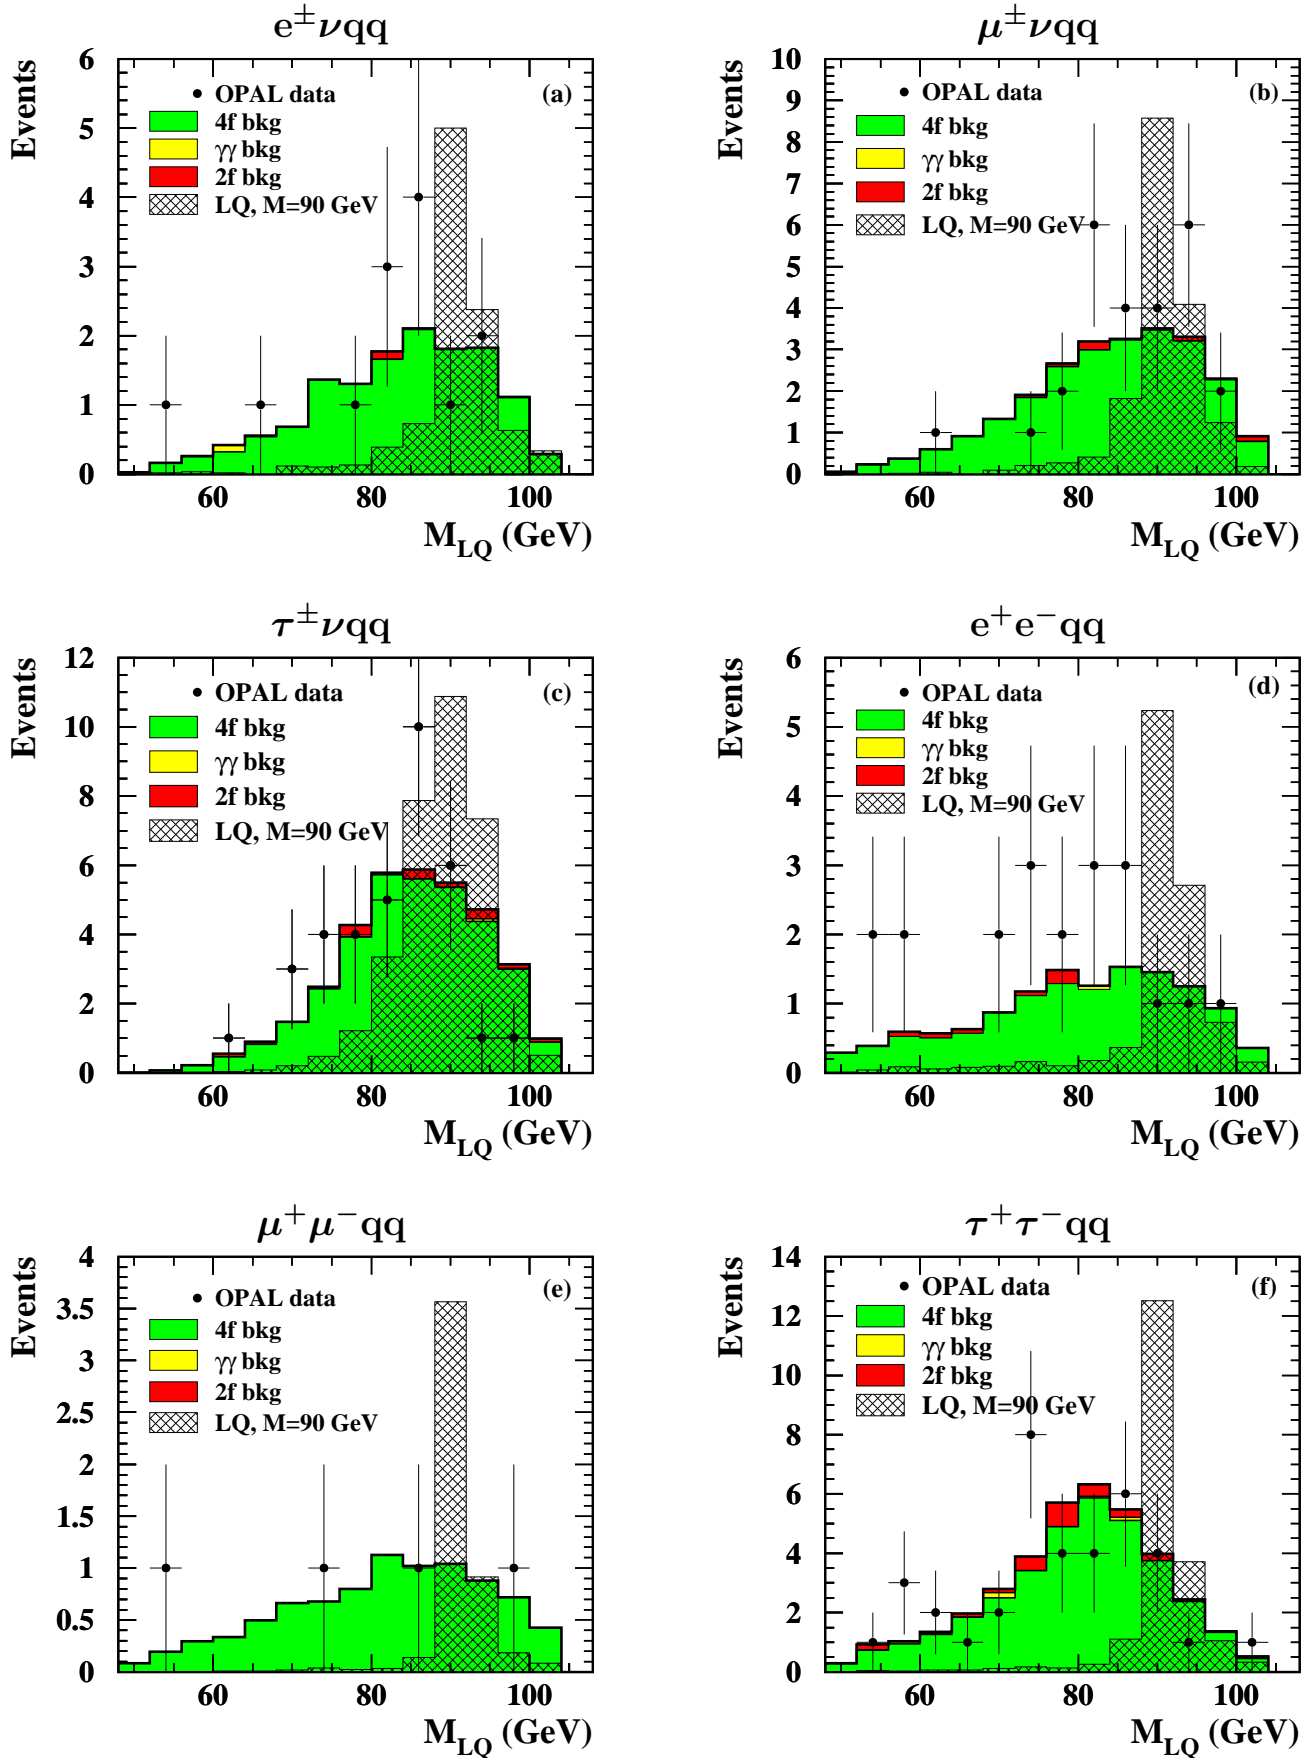 e±νqq
Events
6
5
4
3
2
1
0
OPAL data
4f bkg
γγ bkg
2f bkg
LQ, M=90 GeV
(a)
60 80 100
M_LQ (GeV)
μ±νqq
Events
10
9
8
7
6
5
4
3
2
1
0
OPAL data
4f bkg
γγ bkg
2f bkg
LQ, M=90 GeV
(b)
60 80 100
M_LQ (GeV)
τ±νqq
Events
12
10
8
6
4
2
0
OPAL data
4f bkg
γγ bkg
2f bkg
LQ, M=90 GeV
(c)
60 80 100
M_LQ (GeV)
e⁺e⁻qq
Events
6
5
4
3
2
1
0
OPAL data
4f bkg
γγ bkg
2f bkg
LQ, M=90 GeV
(d)
60 80 100
M_LQ (GeV)
μ⁺μ⁻qq
Events
4
3.5
3
2.5
2
1.5
1
0.5
0
OPAL data
4f bkg
γγ bkg
2f bkg
LQ, M=90 GeV
(e)
60 80 100
M_LQ (GeV)
τ⁺τ⁻qq
Events
14
12
10
8
6
4
2
0
OPAL data
4f bkg
γγ bkg
2f bkg
LQ, M=90 GeV
(f)
60 80 100
M_LQ (GeV)